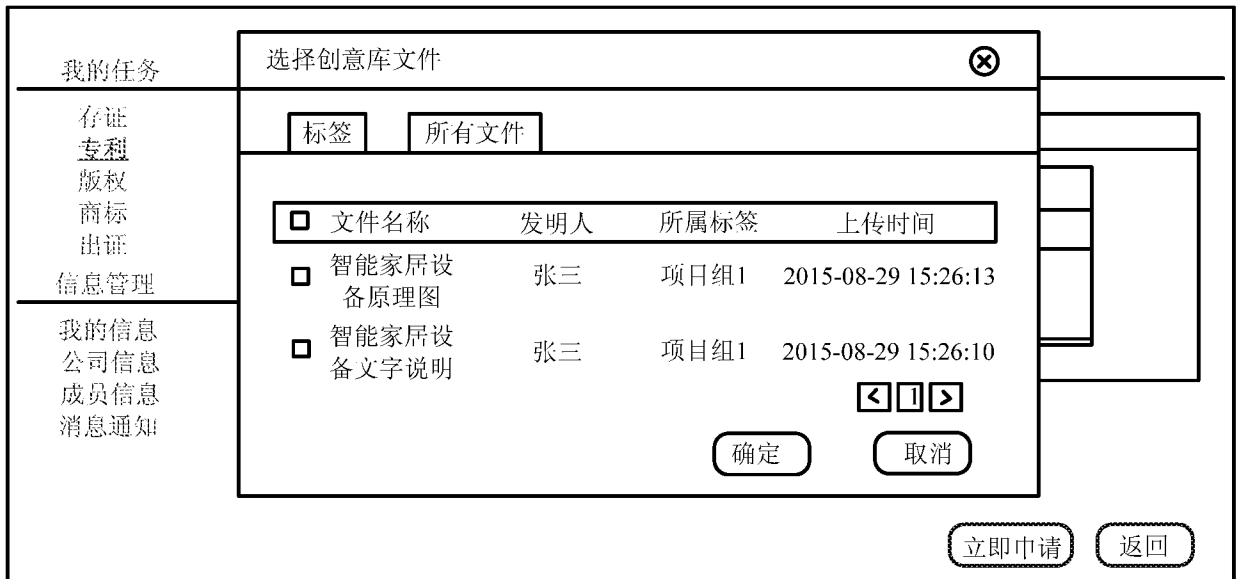 我的任务
存证
专利
版权
商标
出证
信息管理
我的信息
公司信息
成员信息
消息通知
选择创意库文件
标签 所有文件
文件名称 发明人 所属标签 上传时间
智能家居设
备原理图 张三 项目组1 2015-08-29 15:26:13
智能家居设
备文字说明 张三 项目组1 2015-08-29 15:26:10
< 1 >
确定 取消
立即申请 返回